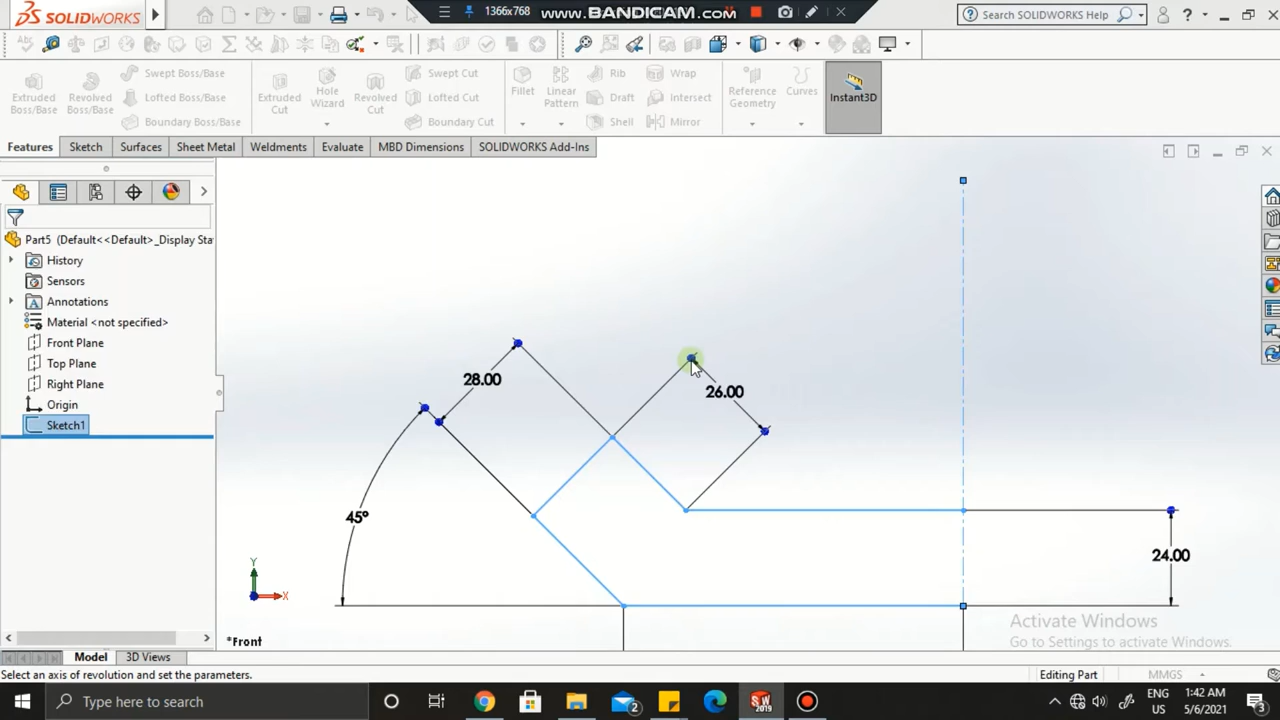 SOLIDWORKS
1366x768
www.BANDICAM.com
Search SOLIDWORKS Help
?
Extruded Boss/Base
Revolved Boss/Base
Swept Boss/Base
Lofted Boss/Base
Boundary Boss/Base
Extruded Cut
Hole Wizard
Revolved Cut
Swept Cut
Lofted Cut
Boundary Cut
Fillet
Linear Pattern
Rib
Draft
Shell
Wrap
Intersect
Mirror
Reference Geometry
Curves
Instant3D
Features
Sketch
Surfaces
Sheet Metal
Weldments
Evaluate
MBD Dimensions
SOLIDWORKS Add-Ins
Part5 (Default<<Default>_Display Sta
History
Sensors
Annotations
Material <not specified>
Front Plane
Top Plane
Right Plane
Origin
Sketch1
28.00
26.00
45°
24.00
Y
X
*Front
Activate Windows
Go to Settings to activate Windows.
Model
3D Views
Select an axis of revolution and set the parameters.
Editing Part
MMGS
Type here to search
2
SW
2019
ENG
US
1:42 AM
5/6/2021
3